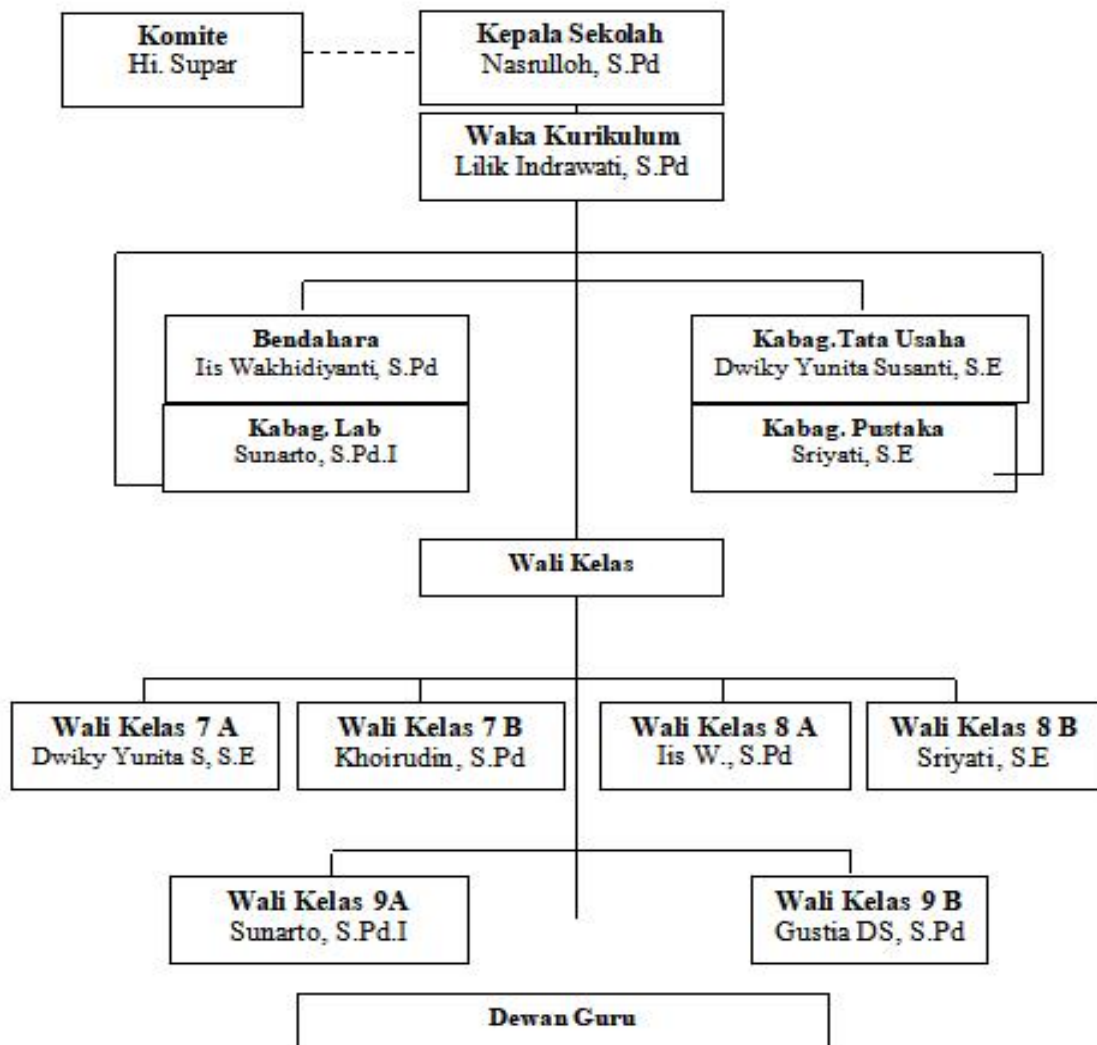 Komite
Hi. Supar
Kepala Sekolah
Nasrulloh, S.Pd
Waka Kurikulum
Lilik Indrawati, S.Pd
Bendahara
Iis Wakhidiyanti, S.Pd
Kabag.Tata Usaha
Dwiky Yunita Susanti, S.E
Kabag. Lab
Sunarto, S.Pd.I
Kabag. Pustaka
Sriyati, S.E
Wali Kelas
Wali Kelas 7 A
Dwiky Yunita S, S.E
Wali Kelas 7 B
Khoirudin, S.Pd
Wali Kelas 8 A
Iis W., S.Pd
Wali Kelas 8 B
Sriyati, S.E
Wali Kelas 9A
Sunarto, S.Pd.I
Wali Kelas 9 B
Gustia DS, S.Pd
Dewan Guru